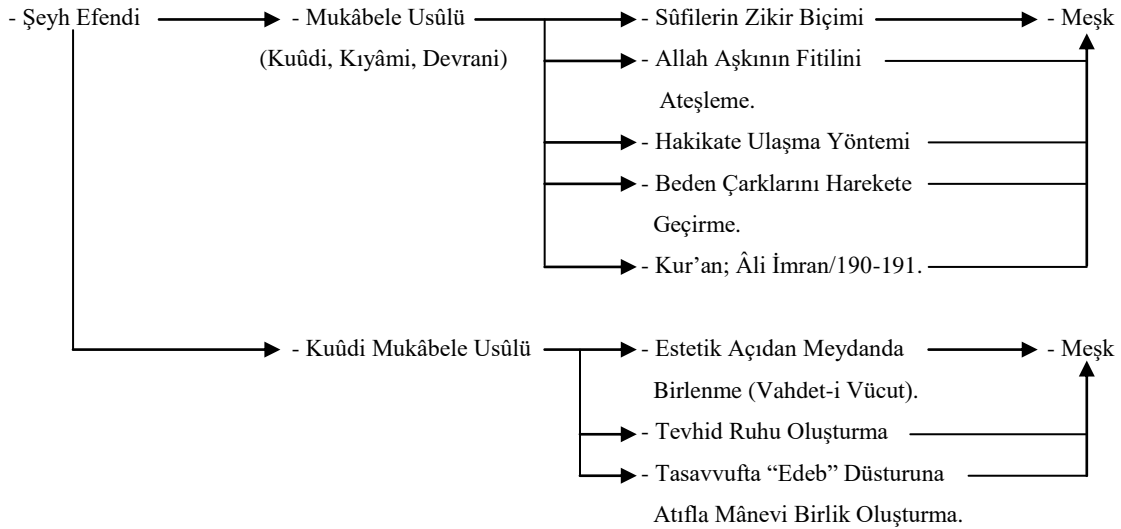 - Şeyh Efendi - Mukâbele Usûlü - Sûfilerin Zikir Biçimi - Meşk
(Kuûdi, Kıyâmi, Devrani) - Allah Aşkının Fitilini
Ateşleme.
- Hakikate Ulaşma Yöntemi
- Beden Çarklarını Harekete
Geçirme.
- Kur’an; Âli İmran/190-191.
- Kuûdi Mukâbele Usûlü - Estetik Açıdan Meydanda - Meşk
Birlenme (Vahdet-i Vücut).
- Tevhid Ruhu Oluşturma
- Tasavvufta “Edeb” Düsturuna
Atıfla Mânevi Birlik Oluşturma.